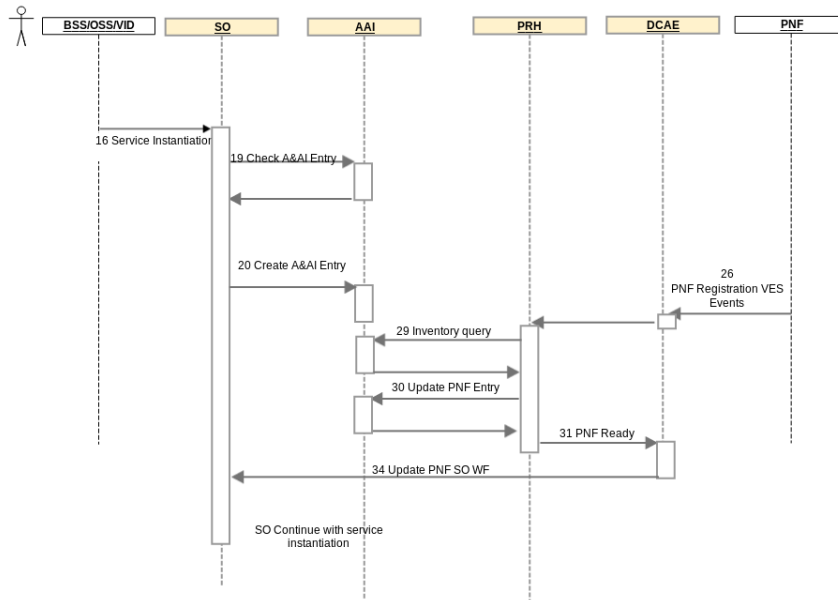 BSS/OSS/VID
SO
AAI
PRH
DCAE
PNF
16 Service Instantiation
19 Check A&AI Entry
20 Create A&AI Entry
26
PNF Registration VES
Events
29 Inventory query
30 Update PNF Entry
31 PNF Ready
34 Update PNF SO WF
SO Continue with service
instantiation